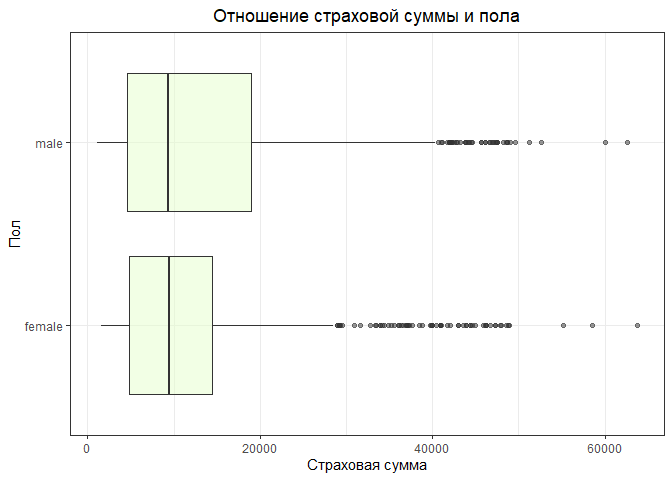 Отношение страховой суммы и пола
male
female
Пол
0 20000 40000 60000
Страховая сумма